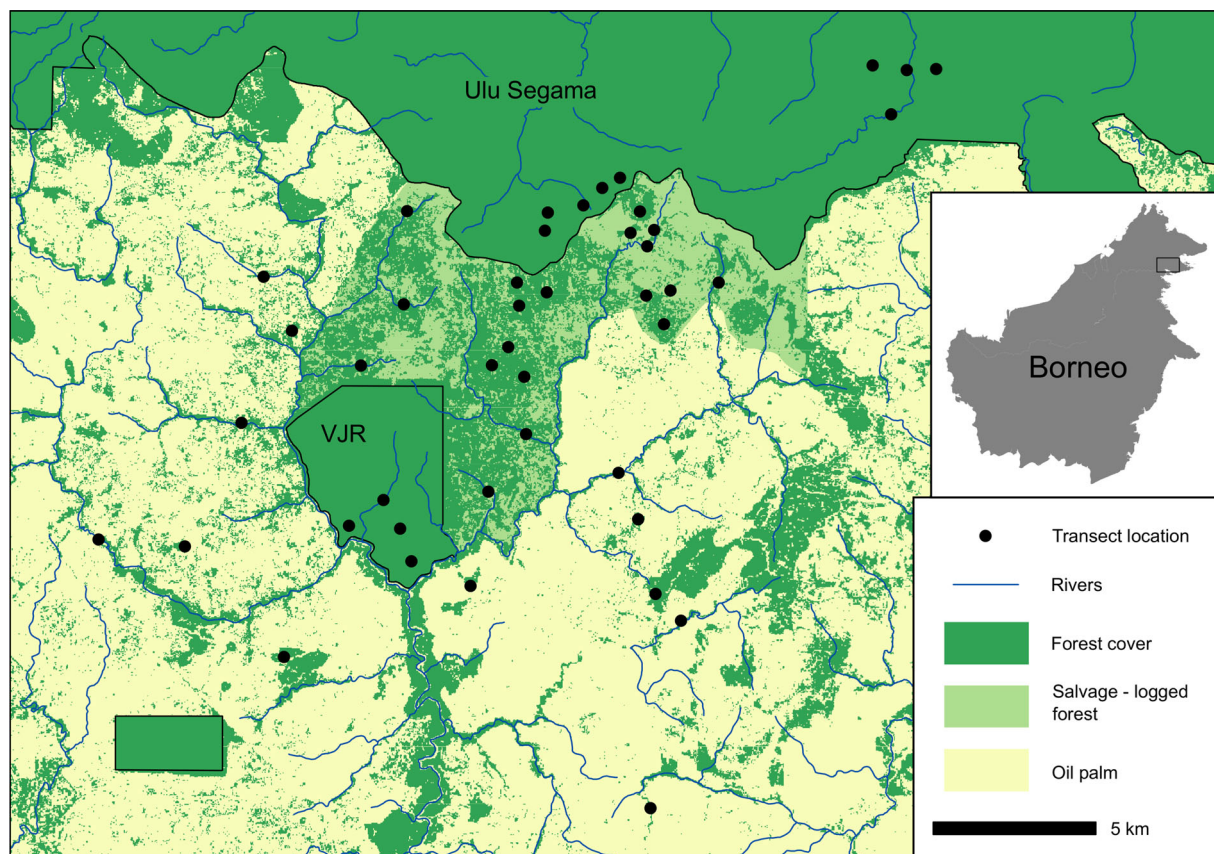 Ulu Segama
VJR
Borneo
Transect location
Rivers
Forest cover
Salvage - logged
forest
Oil palm
5 km